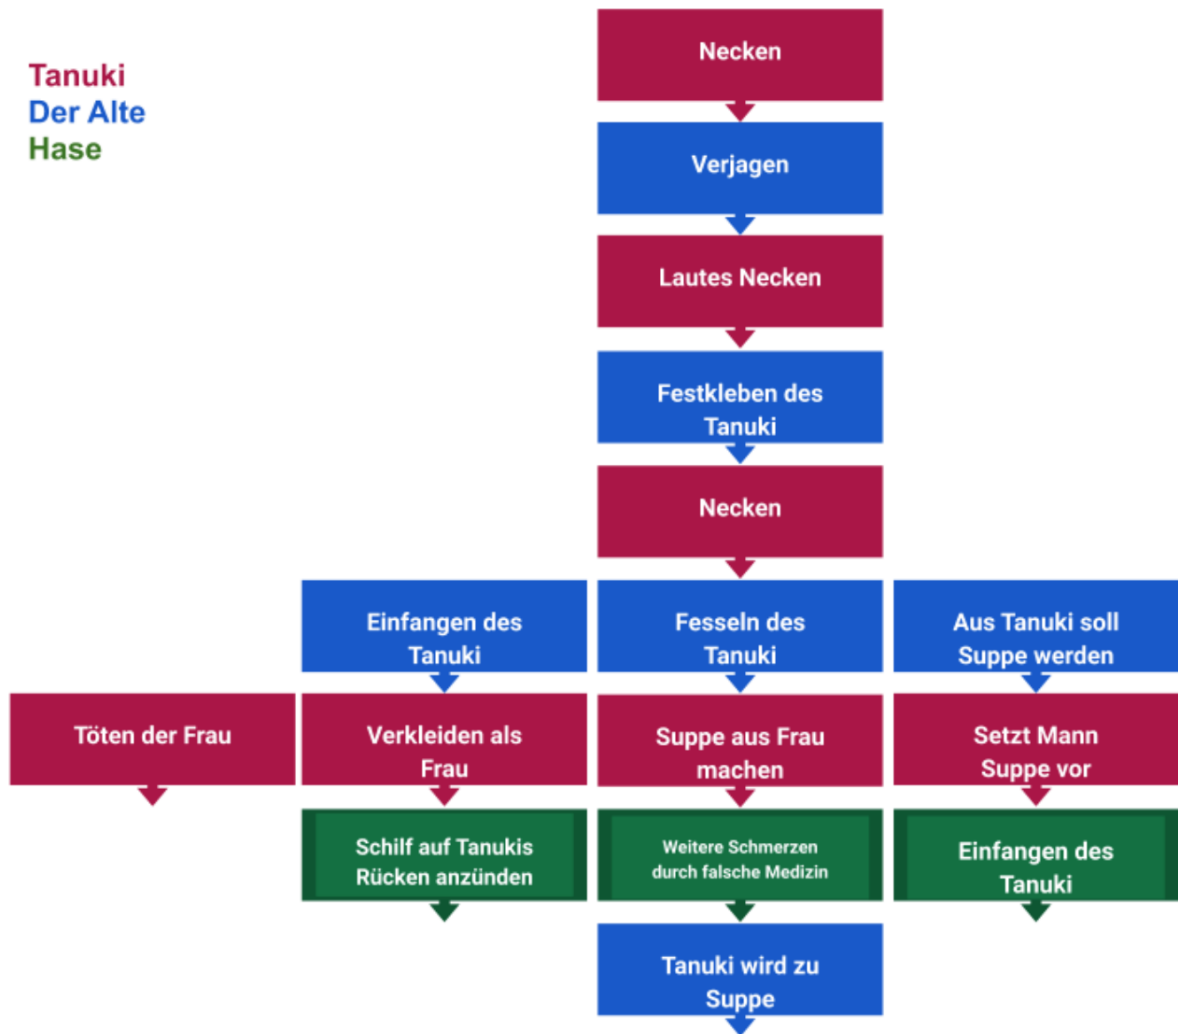 Tanuki
Der Alte
Hase
Necken
Verjagen
Lautes Necken
Festkleben des
Tanuki
Necken
Einfangen des
Tanuki
Fesseln des
Tanuki
Aus Tanuki soll
Suppe werden
Töten der Frau
Verkleiden als
Frau
Suppe aus Frau
machen
Setzt Mann
Suppe vor
Schilf auf Tanukis
Rücken anzünden
Weitere Schmerzen
durch falsche Medizin
Einfangen des
Tanuki
Tanuki wird zu
Suppe